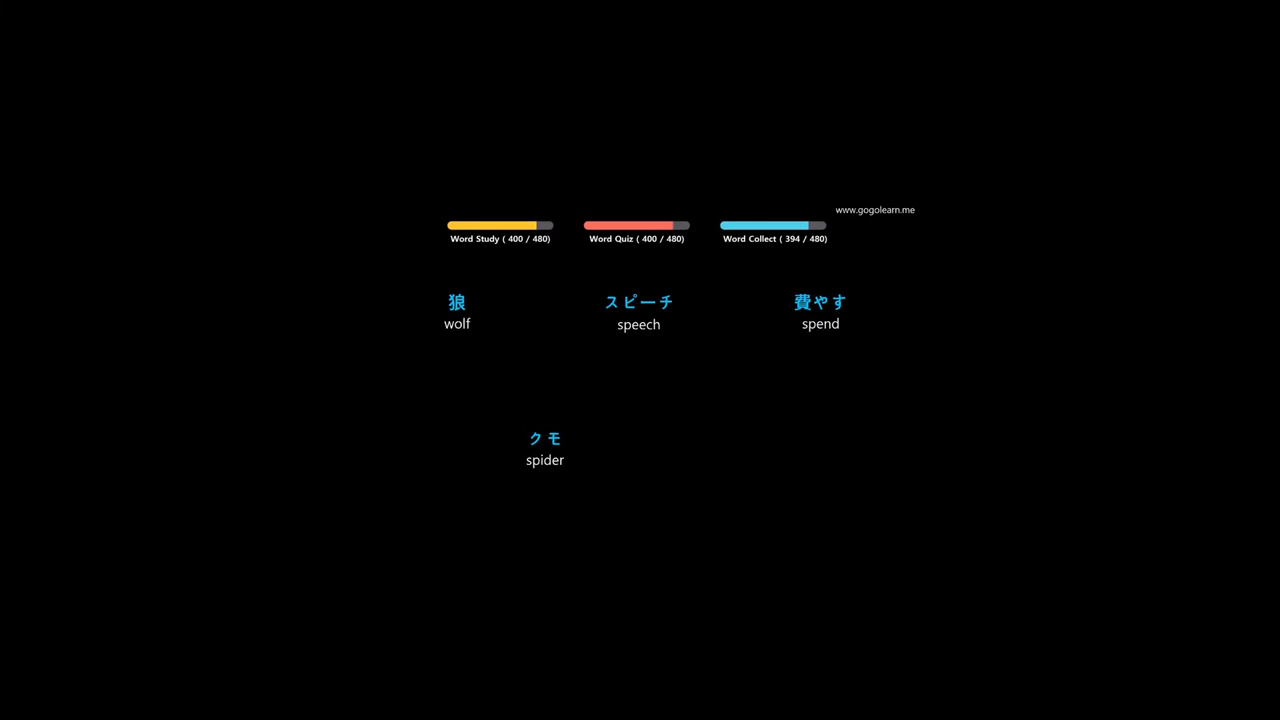 www.gogolearn.me
Word Study ( 400 / 480)
Word Quiz ( 400 / 480)
Word Collect ( 394 / 480)
狼
wolf
スピーチ
speech
費やす
spend
クモ
spider